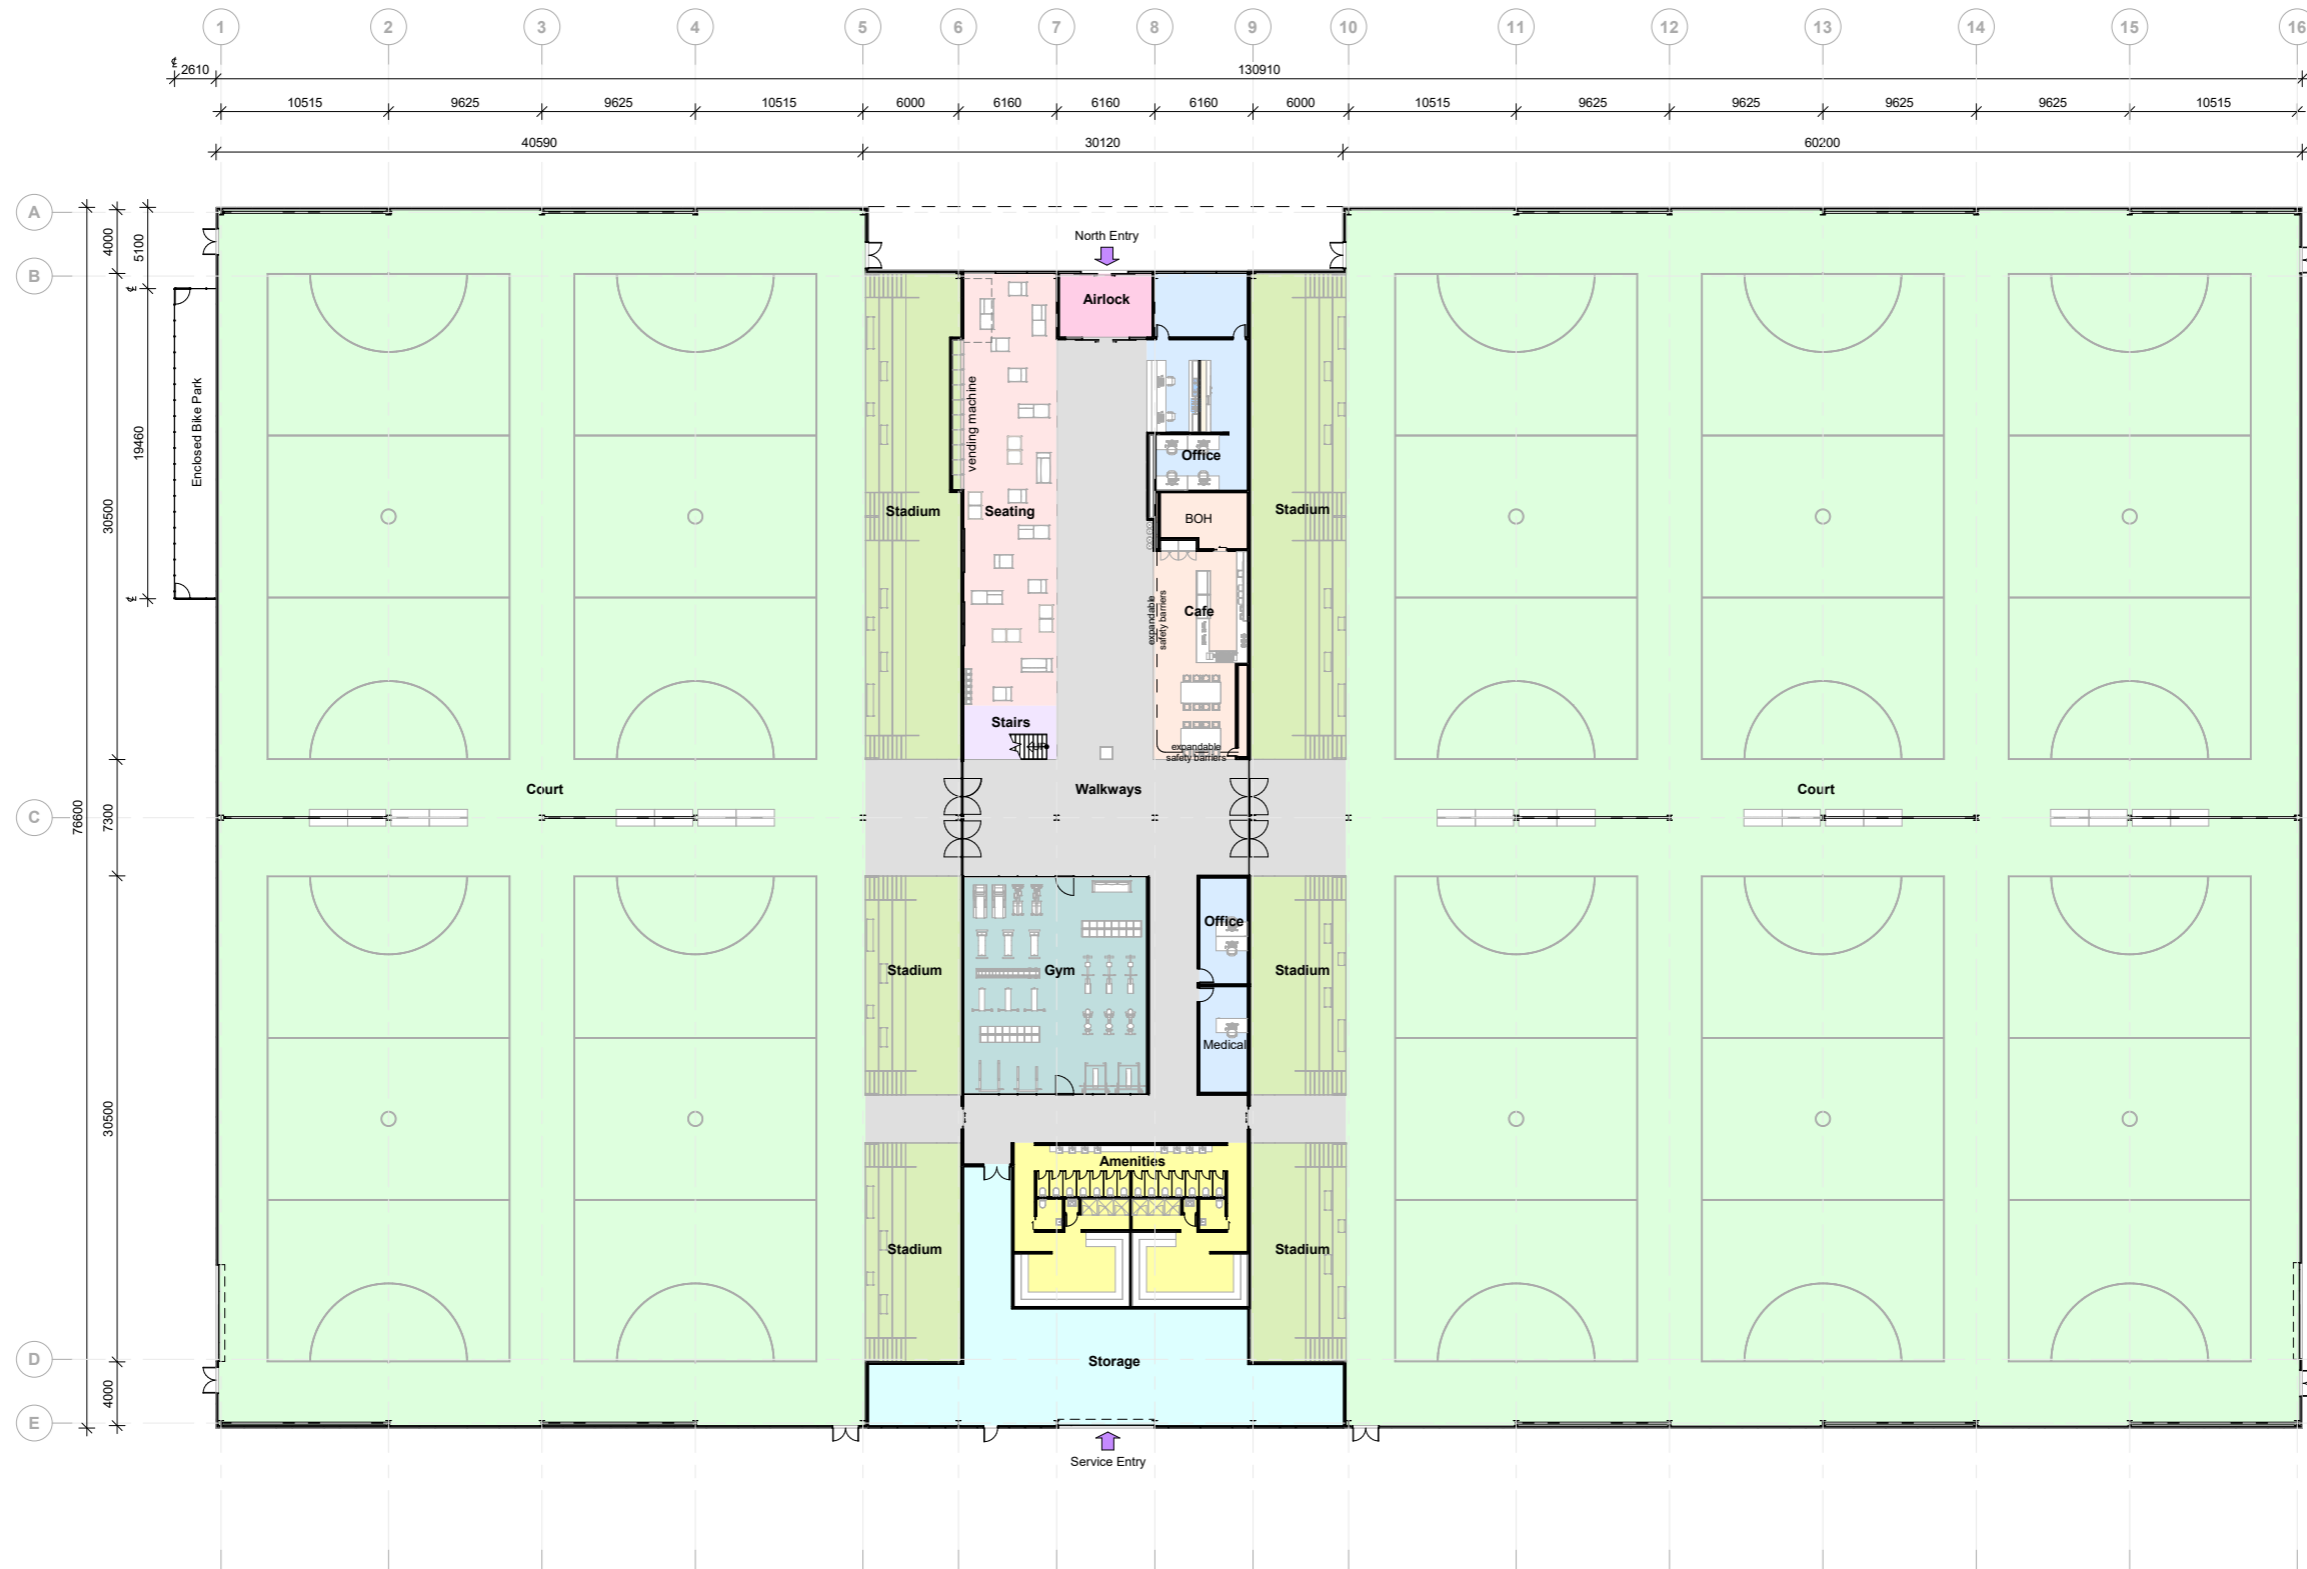 1 2 3 4 5 6 7 8 9 10 11 12 13 14 15 16
℄ 2610 130910
10515 9625 9625 10515 6000 6160 6160 6160 6000 10515 9625 9625 9625 9625 10515
40590 30120 60200
A
B
C
D
E
76600
4000
5100
30500
7300
30500
4000
℄
19460
℄
Enclosed Bike Park
North Entry
Airlock
vending machine
Office
Stadium
Seating
BOH
Stadium
expandable
safety barriers
Cafe
Stairs
UP
expandable
safety barriers
Court
Walkways
Court
Office
Stadium
Gym
Stadium
Medical
Amenities
Stadium
Stadium
Storage
Service Entry